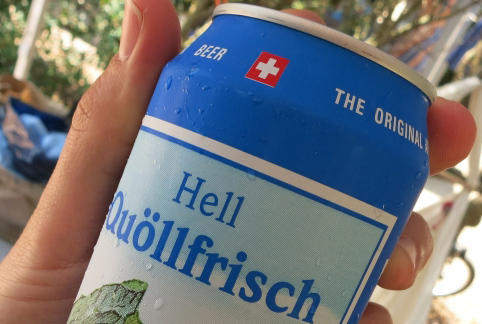 BEER
THE ORIGINAL
Hell
Quöllfrisch